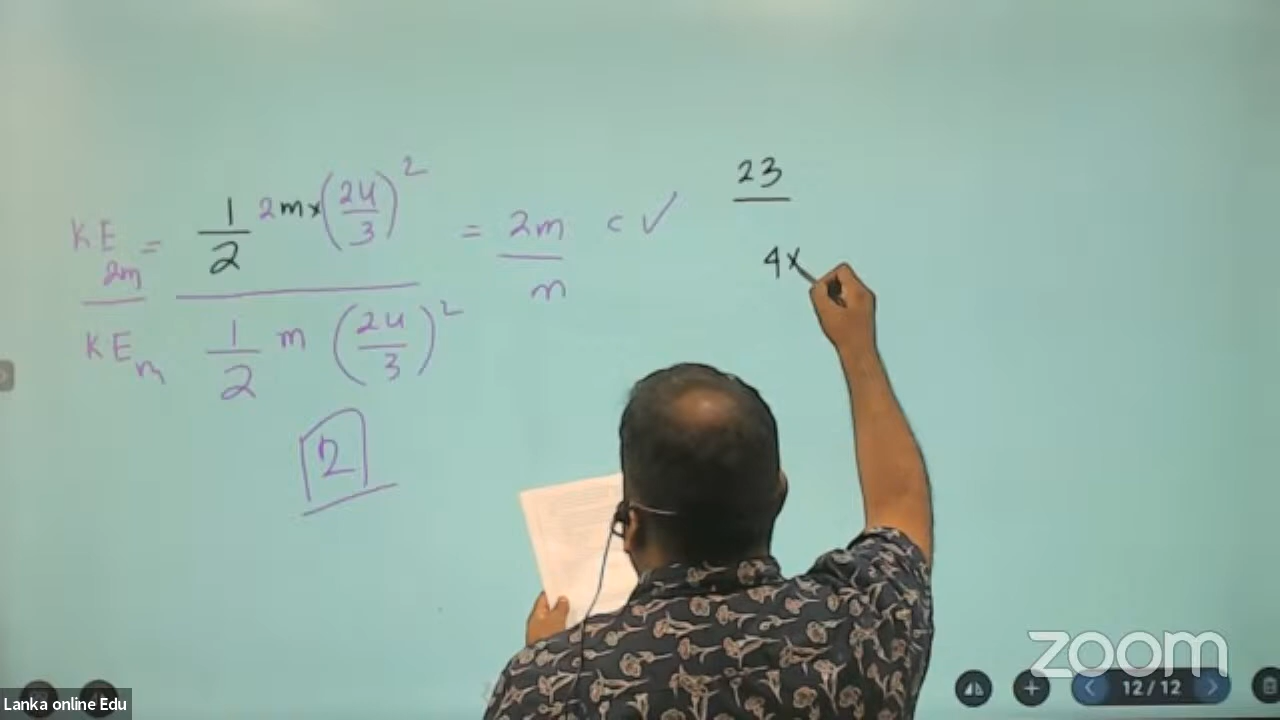 KE 2m / KE m = 1/2 2m × (2u/3)² / 1/2 m (2u/3)² = 2m / m c ✓
2
23
4x
zoom
12/12
Lanka online Edu